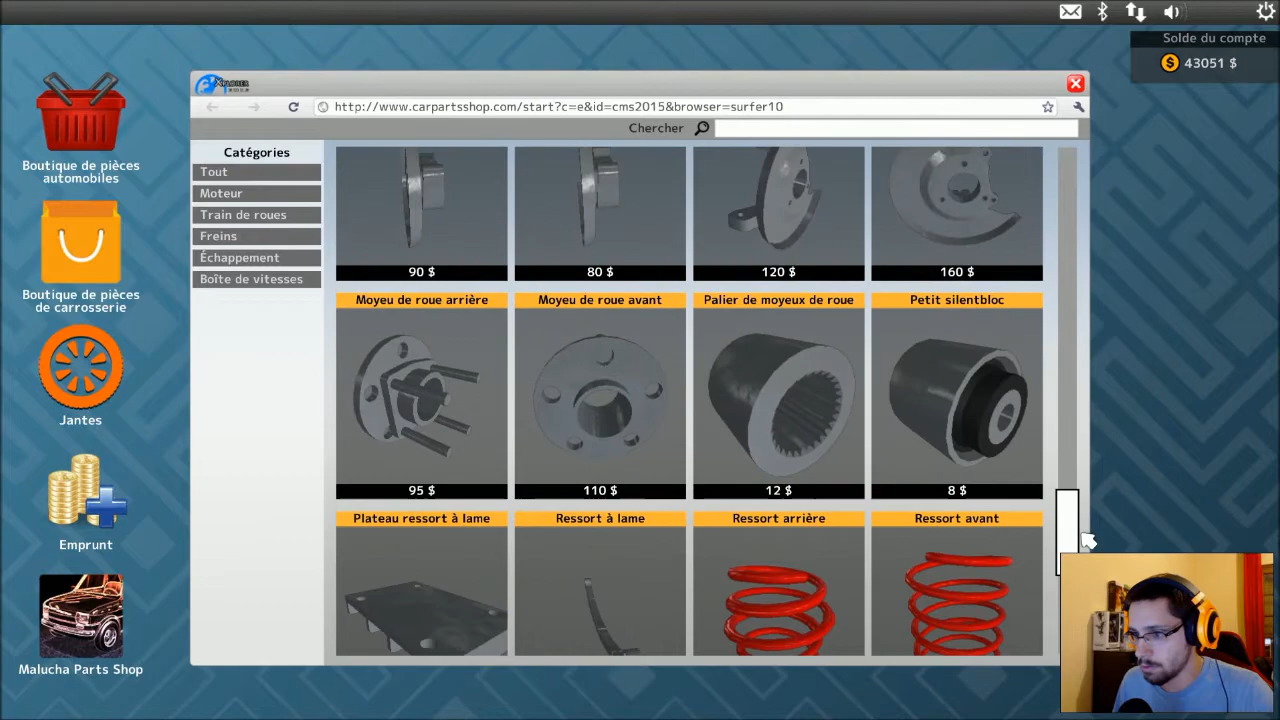 Solde du compte
43051 $
XPLORER
http://www.carpartsshop.com/start?c=e&id=cms2015&browser=surfer10
Chercher
Catégories
Tout
Moteur
Train de roues
Freins
Échappement
Boîte de vitesses
Boutique de pièces
automobiles
Boutique de pièces
de carrosserie
Jantes
Emprunt
Malucha Parts Shop
90 $
80 $
120 $
160 $
Moyeu de roue arrière
Moyeu de roue avant
Palier de moyeux de roue
Petit silentbloc
95 $
110 $
12 $
8 $
Plateau ressort à lame
Ressort à lame
Ressort arrière
Ressort avant